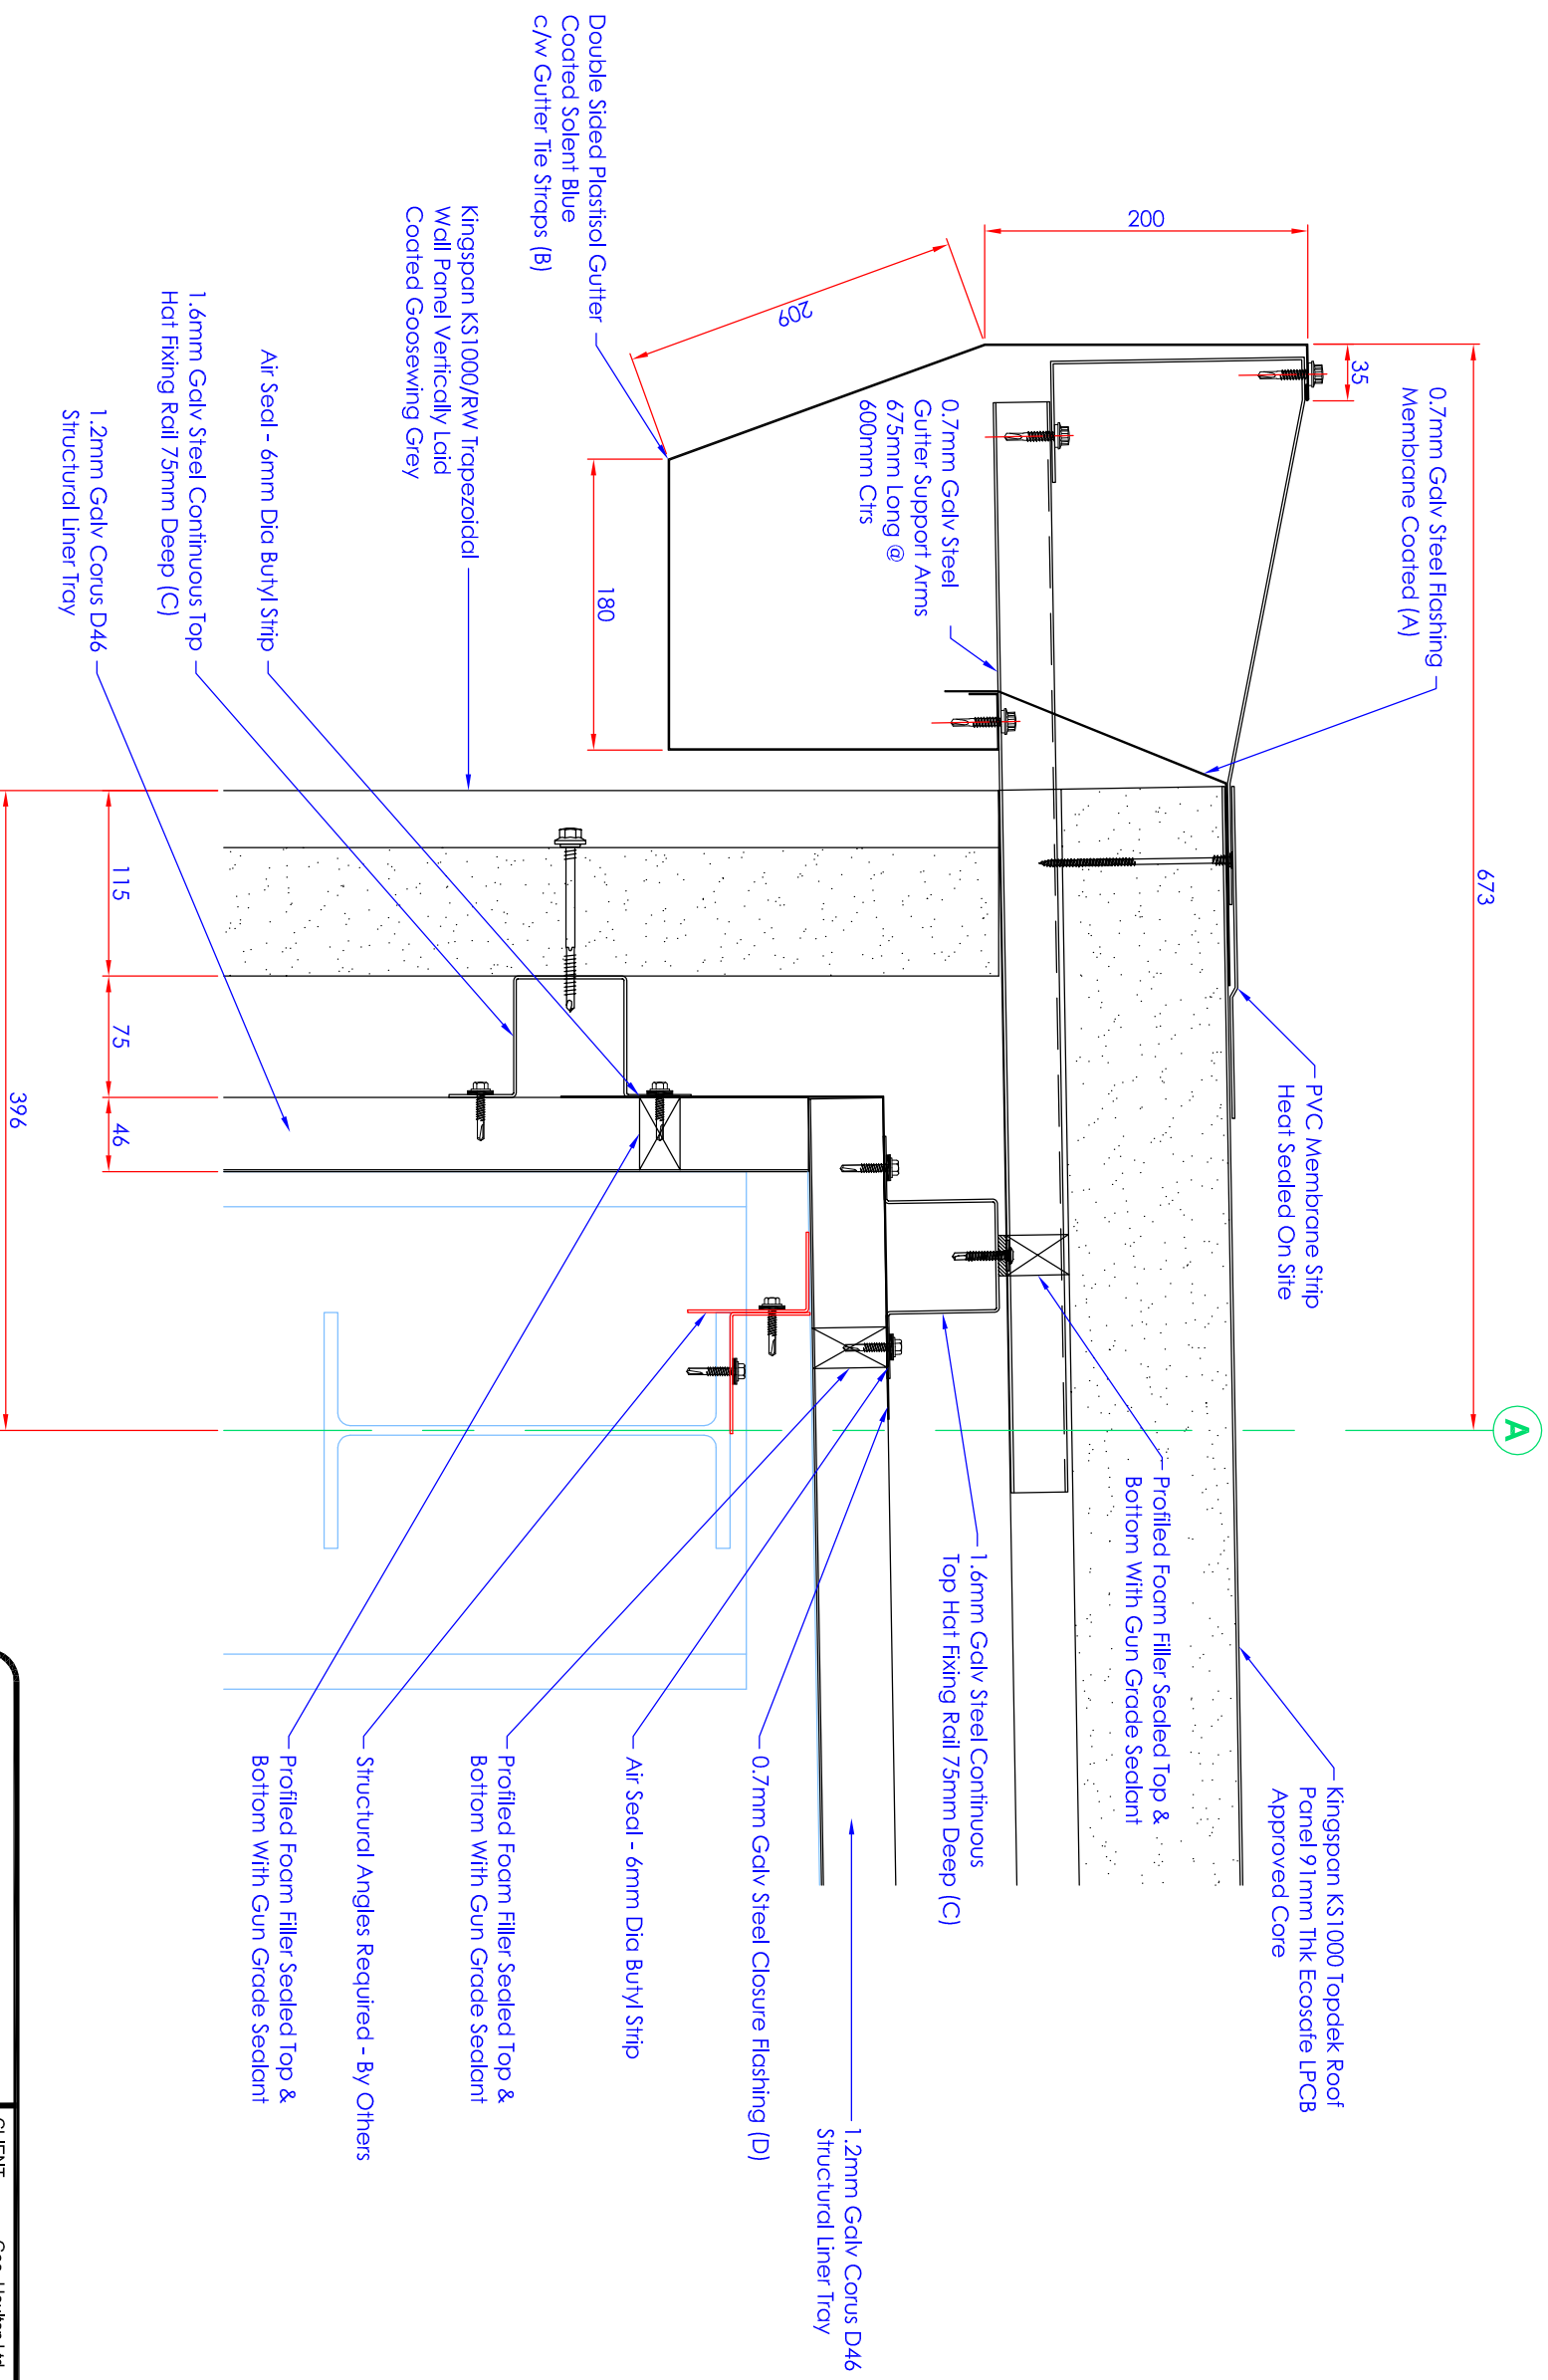 A
673
35
200
209
180
0.7mm Galv Steel Flashing
Membrane Coated (A)
0.7mm Galv Steel
Gutter Support Arms
675mm Long @
600mm Ctrs
Double Sided Plastisol Gutter
Coated Solent Blue
c/w Gutter Tie Straps (B)
Kingspan KS1000/RW Trapezoidal
Wall Panel Vertically Laid
Coated Goosewing Grey
Air Seal - 6mm Dia Butyl Strip
1.6mm Galv Steel Continuous Top
Hat Fixing Rail 75mm Deep (C)
1.2mm Galv Corus D46
Structural Liner Tray
115
75
46
396
PVC Membrane Strip
Heat Sealed On Site
Kingspan KS1000 Topdek Roof
Panel 91mm Thk Ecosafe LPCB
Approved Core
Profiled Foam Filler Sealed Top &
Bottom With Gun Grade Sealant
1.6mm Galv Steel Continuous
Top Hat Fixing Rail 75mm Deep (C)
1.2mm Galv Corus D46
Structural Liner Tray
0.7mm Galv Steel Closure Flashing (D)
Air Seal - 6mm Dia Butyl Strip
Profiled Foam Filler Sealed Top &
Bottom With Gun Grade Sealant
Structural Angles Required - By Others
Profiled Foam Filler Sealed Top &
Bottom With Gun Grade Sealant
CLIENT